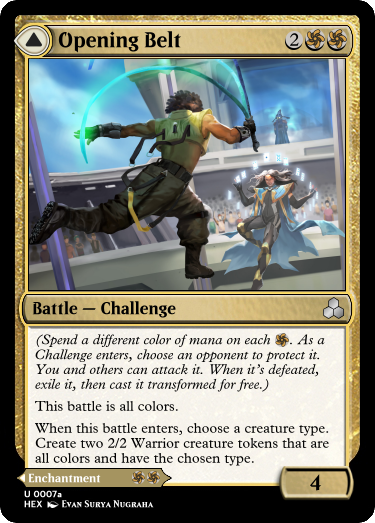 Opening Belt 2
Battle — Challenge
(Spend a different color of mana on each . As a
Challenge enters, choose an opponent to protect it.
You and others can attack it. When it's defeated,
exile it, then cast it transformed for free.)
This battle is all colors.
When this battle enters, choose a creature type.
Create two 2/2 Warrior creature tokens that are
all colors and have the chosen type.
Enchantment
4
U 0007a
HEX Evan Surya Nugraha